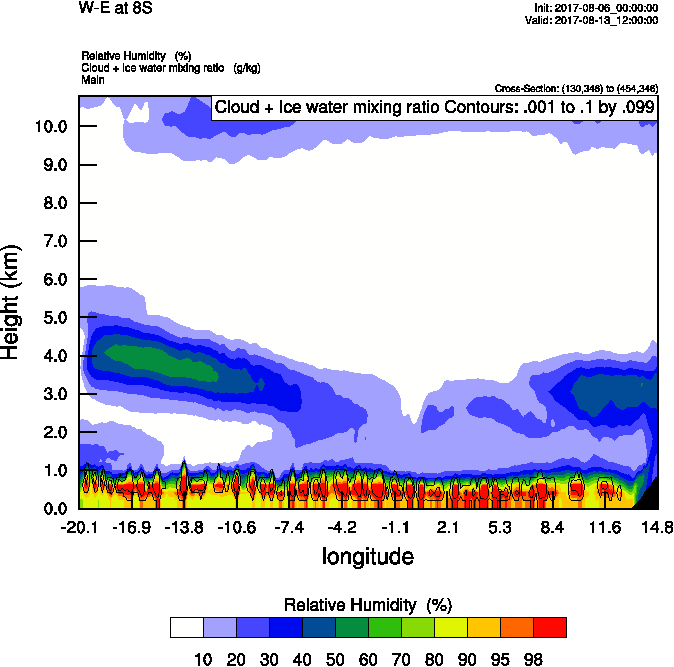 W-E at 8S
Init: 2017-08-06_00:00:00
Valid: 2017-08-13_12:00:00
Relative Humidity (%)
Cloud + Ice water mixing ratio (g/kg)
Main
Cross-Section: (130,346) to (454,346)
Cloud + Ice water mixing ratio Contours: .001 to .1 by .099
10.0
9.0
8.0
7.0
6.0
5.0
4.0
3.0
2.0
1.0
0.0
Height (km)
-20.1 -16.9 -13.8 -10.6 -7.4 -4.2 -1.1 2.1 5.3 8.4 11.6 14.8
longitude
Relative Humidity (%)
10 20 30 40 50 60 70 80 90 95 98